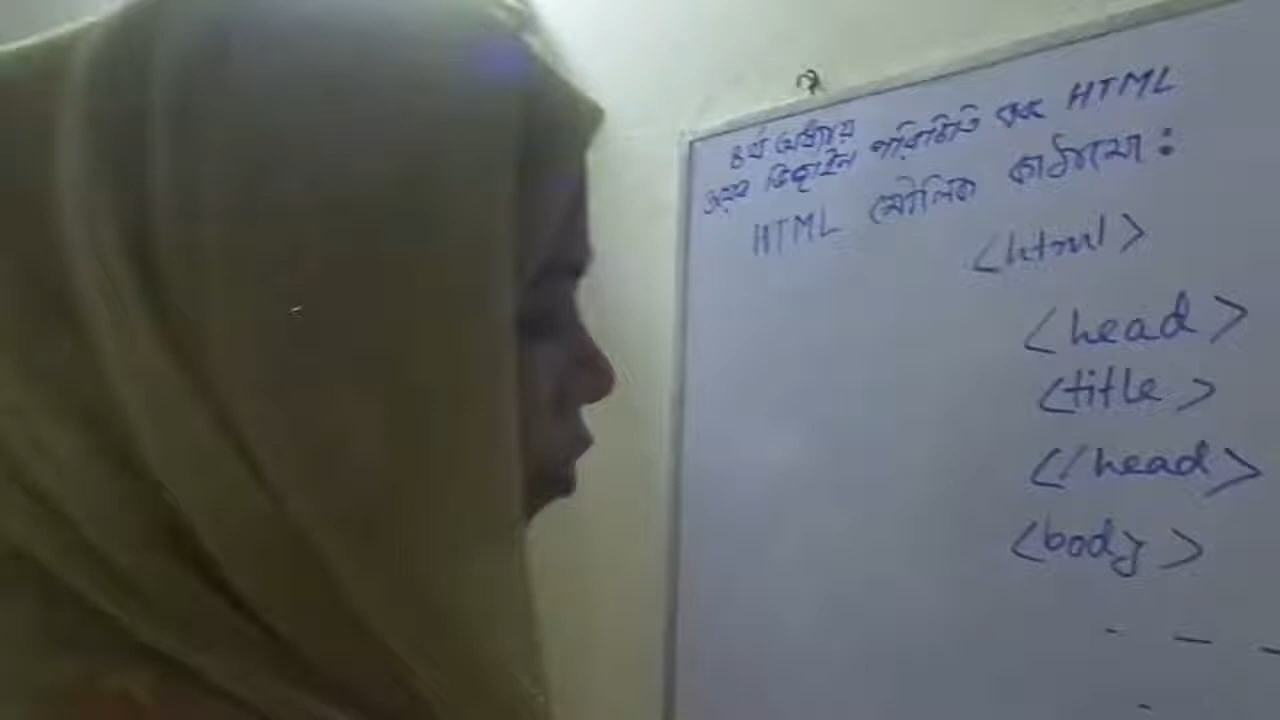 ৪র্থ অধ্যায়
ওয়েব ডিজাইন পরিচিতি এবং HTML
HTML মৌলিক কাঠামো:
<html>
<head>
<title>
</head>
<body>